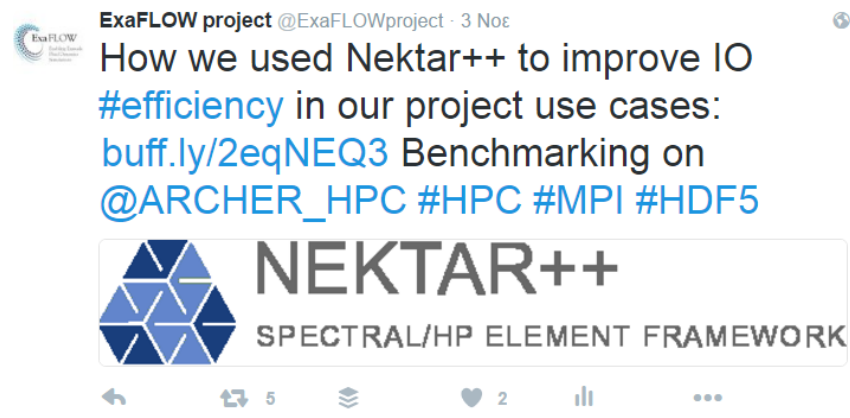 ExaFLOW project @ExaFLOWproject · 3 Νοε
How we used Nektar++ to improve IO
#efficiency in our project use cases:
buff.ly/2eqNEQ3 Benchmarking on
@ARCHER_HPC #HPC #MPI #HDF5
ExaFLOW
NEKTAR++
SPECTRAL/HP ELEMENT FRAMEWORK
5
2